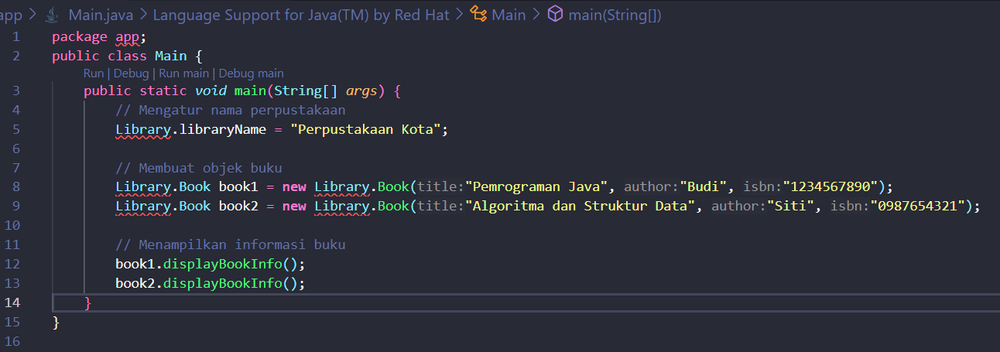 app > Main.java > Language Support for Java(TM) by Red Hat > Main > main(String[])
1 package app;
2 public class Main {
Run | Debug | Run main | Debug main
3 public static void main(String[] args) {
4 // Mengatur nama perpustakaan
5 Library.libraryName = "Perpustakaan Kota";
6
7 // Membuat objek buku
8 Library.Book book1 = new Library.Book(title:"Pemrograman Java", author:"Budi", isbn:"1234567890");
9 Library.Book book2 = new Library.Book(title:"Algoritma dan Struktur Data", author:"Siti", isbn:"0987654321");
10
11 // Menampilkan informasi buku
12 book1.displayBookInfo();
13 book2.displayBookInfo();
14 }
15 }
16